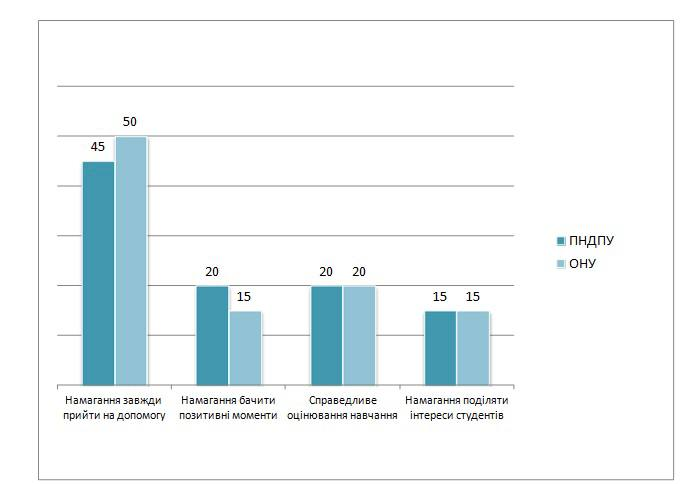 50
45
20
15
20
20
15
15
ПНДПУ
ОНУ
Намагання завжди
прийти на допомогу
Намагання бачити
позитивні моменти
Справедливе
оцінювання навчання
Намагання поділяти
інтереси студентів